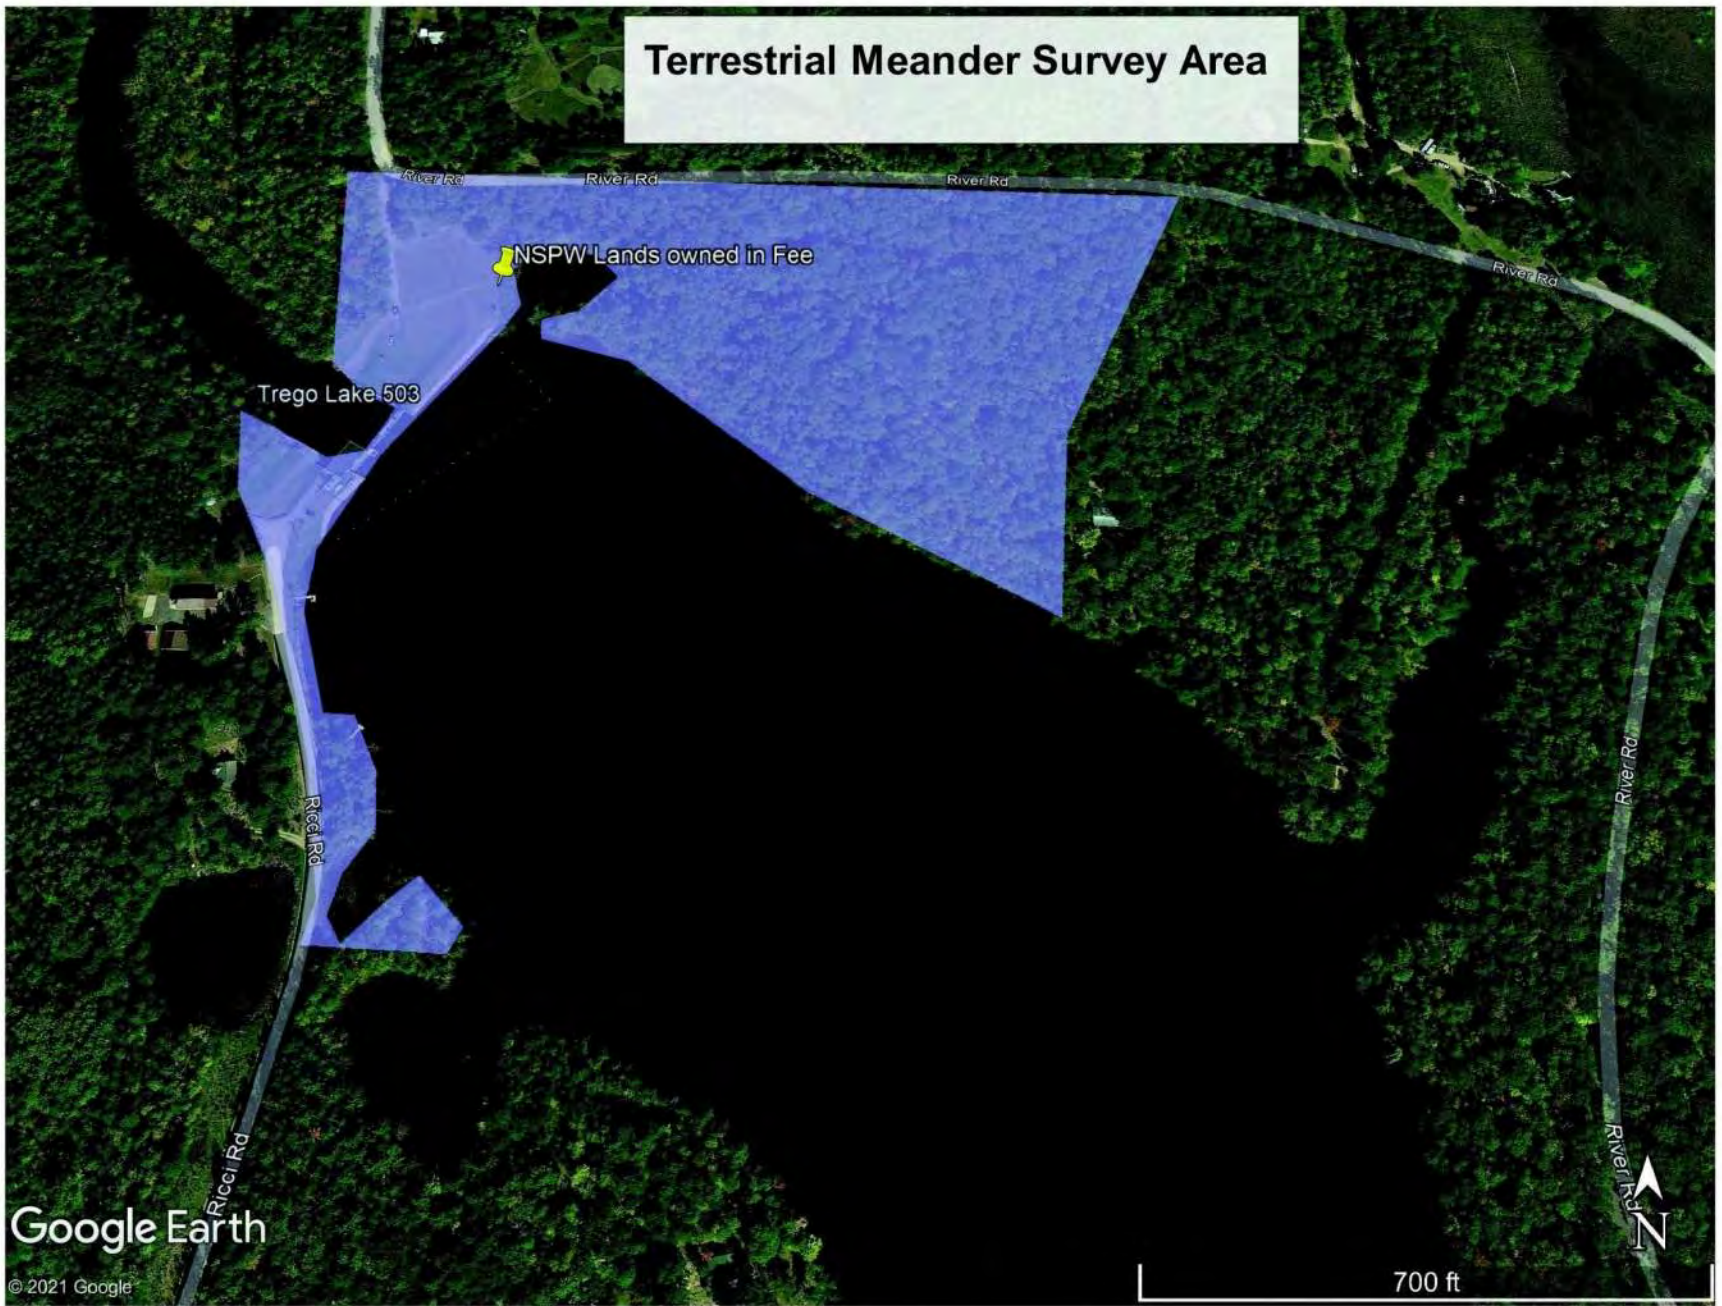 Terrestrial Meander Survey Area
River Rd
River Rd
River Rd
NSPW Lands owned in Fee
River Rd
Trego Lake 503
River Rd
Ricci Rd
River Rd
Ricci Rd
N
Google Earth
700 ft
© 2021 Google